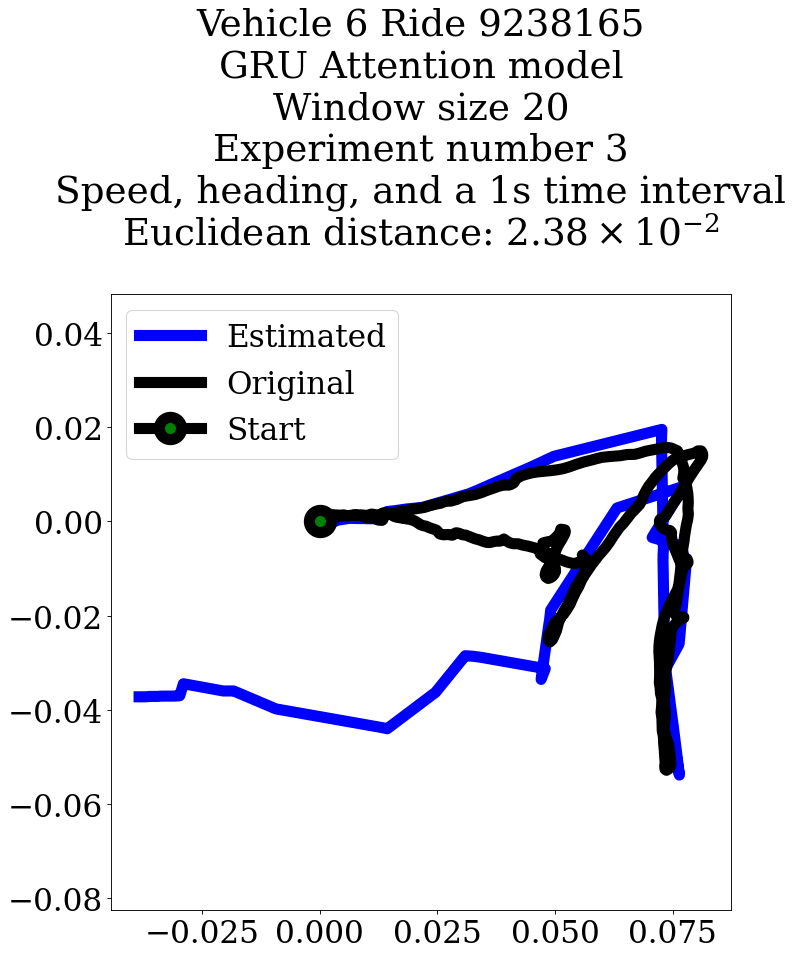 Vehicle 6 Ride 9238165
GRU Attention model
Window size 20
Experiment number 3
Speed, heading, and a 1s time interval
Euclidean distance: 2.38 × 10⁻²
Estimated
Original
Start
0.04
0.02
0.00
−0.02
−0.04
−0.06
−0.08
−0.025 0.000 0.025 0.050 0.075